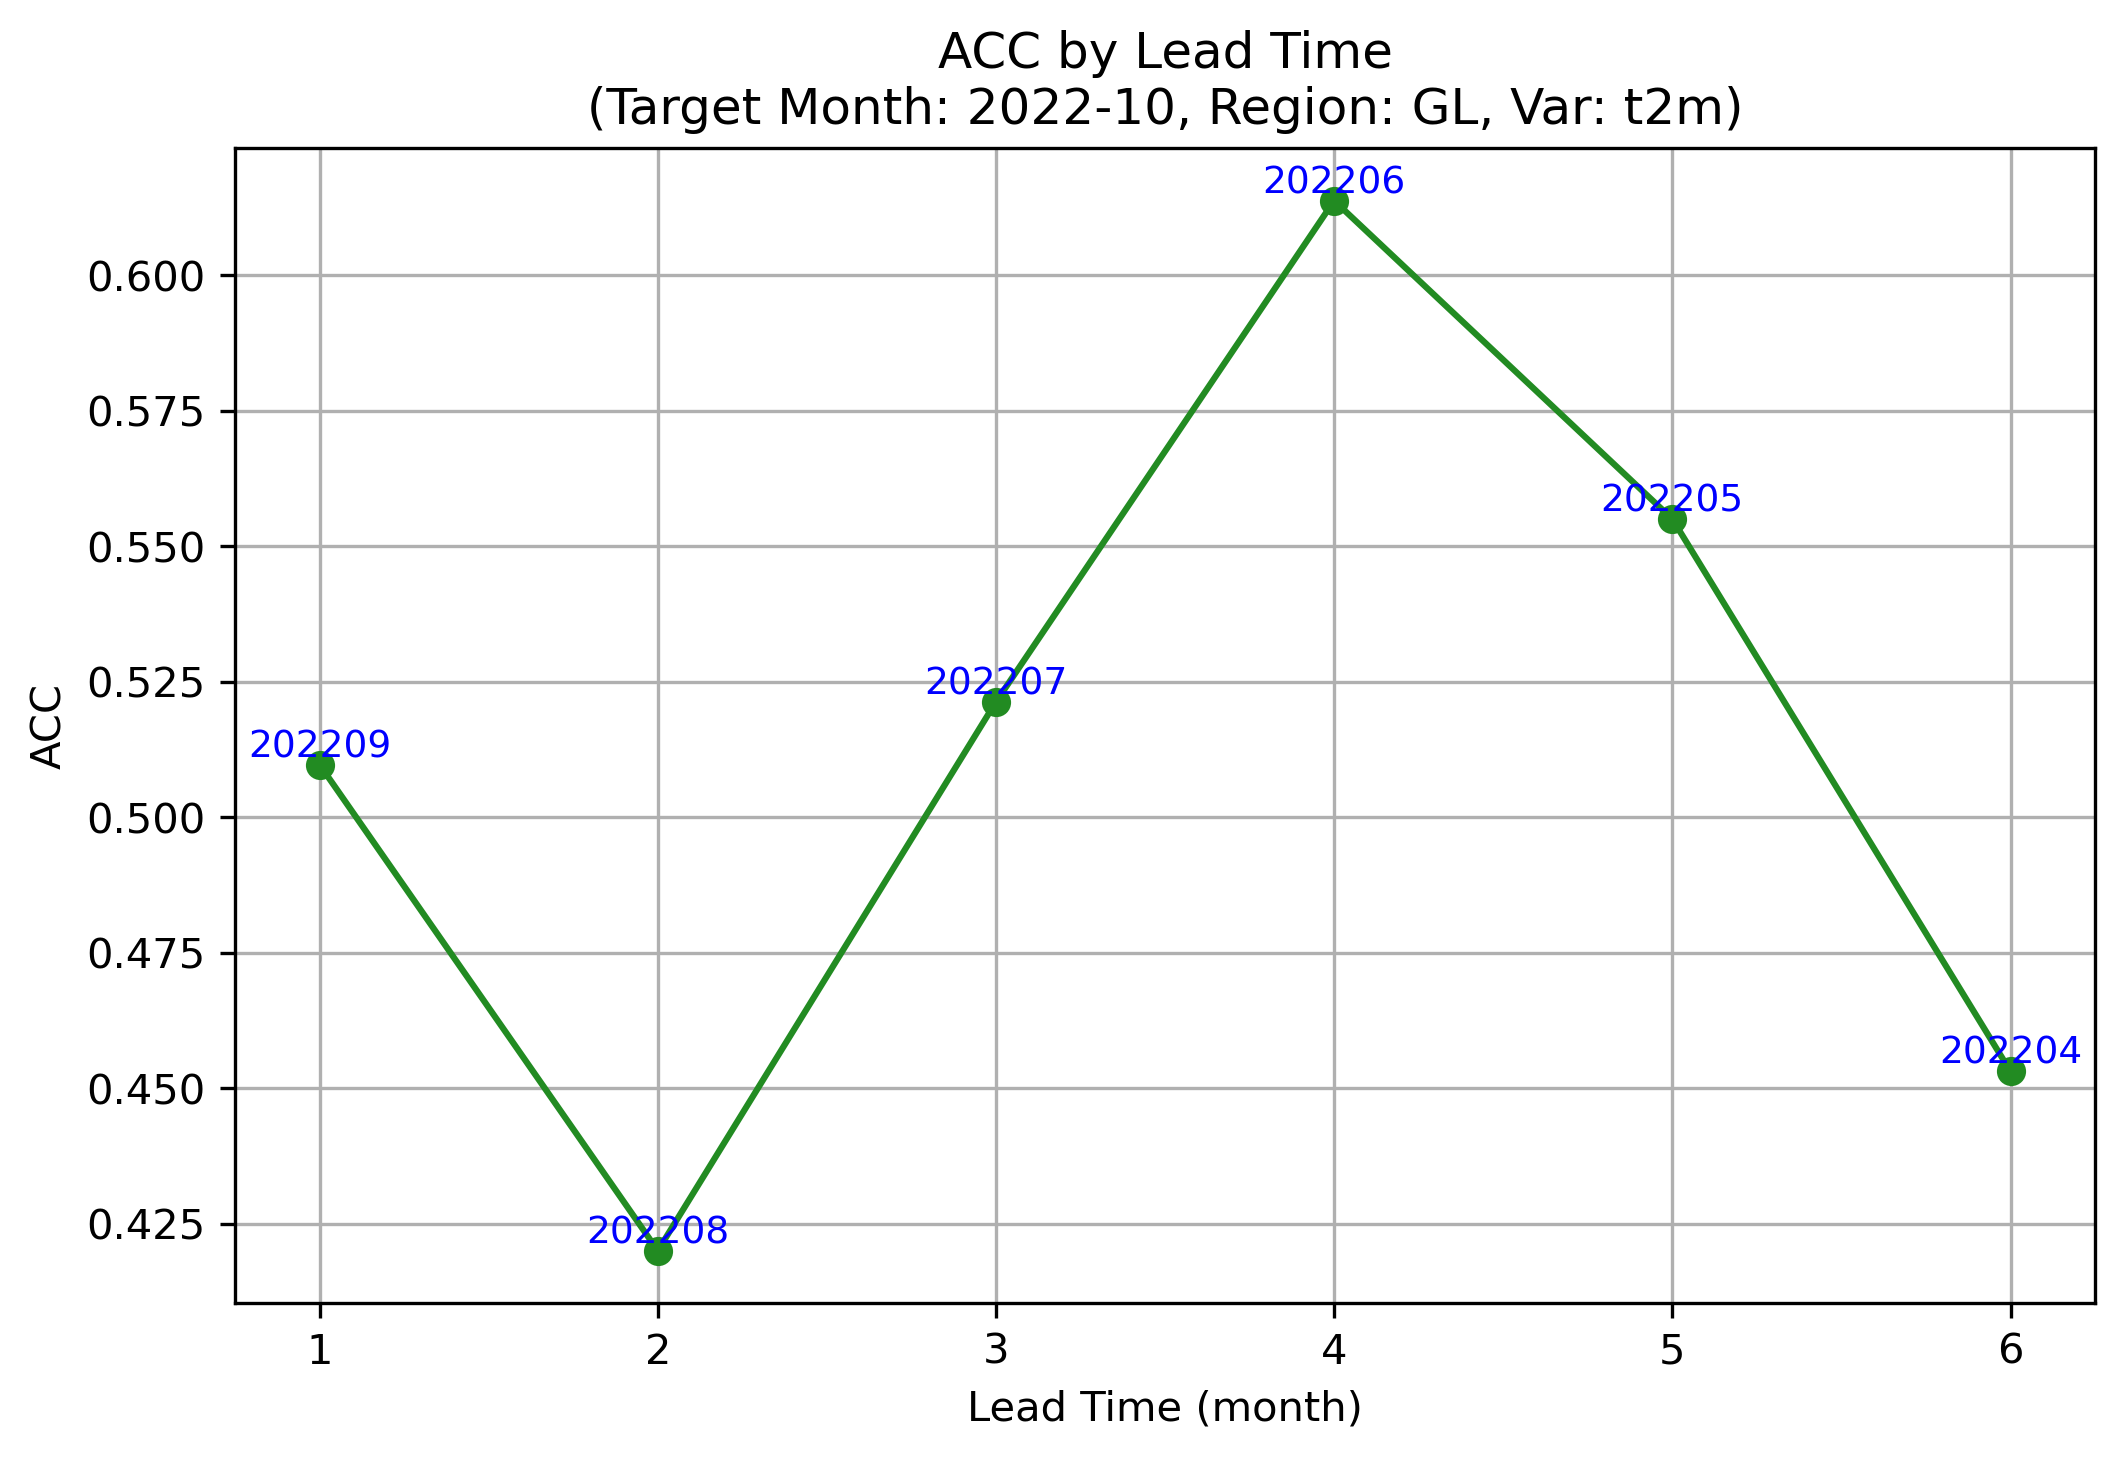 ACC by Lead Time
(Target Month: 2022-10, Region: GL, Var: t2m)
ACC
0.600
0.575
0.550
0.525
0.500
0.475
0.450
0.425
202209
202208
202207
202206
202205
202204
1 2 3 4 5 6
Lead Time (month)